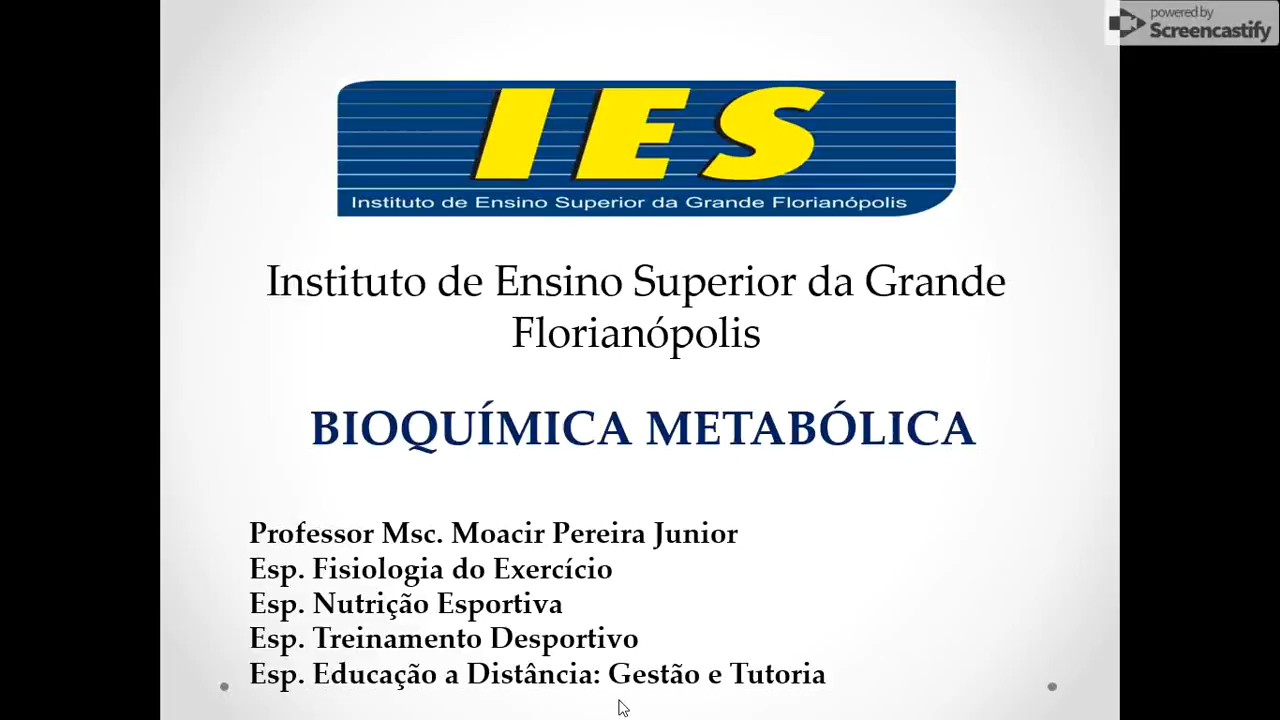 powered by
Screencastify
IES
Instituto de Ensino Superior da Grande Florianópolis
Instituto de Ensino Superior da Grande
Florianópolis
BIOQUÍMICA METABÓLICA
Professor Msc. Moacir Pereira Junior
Esp. Fisiologia do Exercício
Esp. Nutrição Esportiva
Esp. Treinamento Desportivo
Esp. Educação a Distância: Gestão e Tutoria